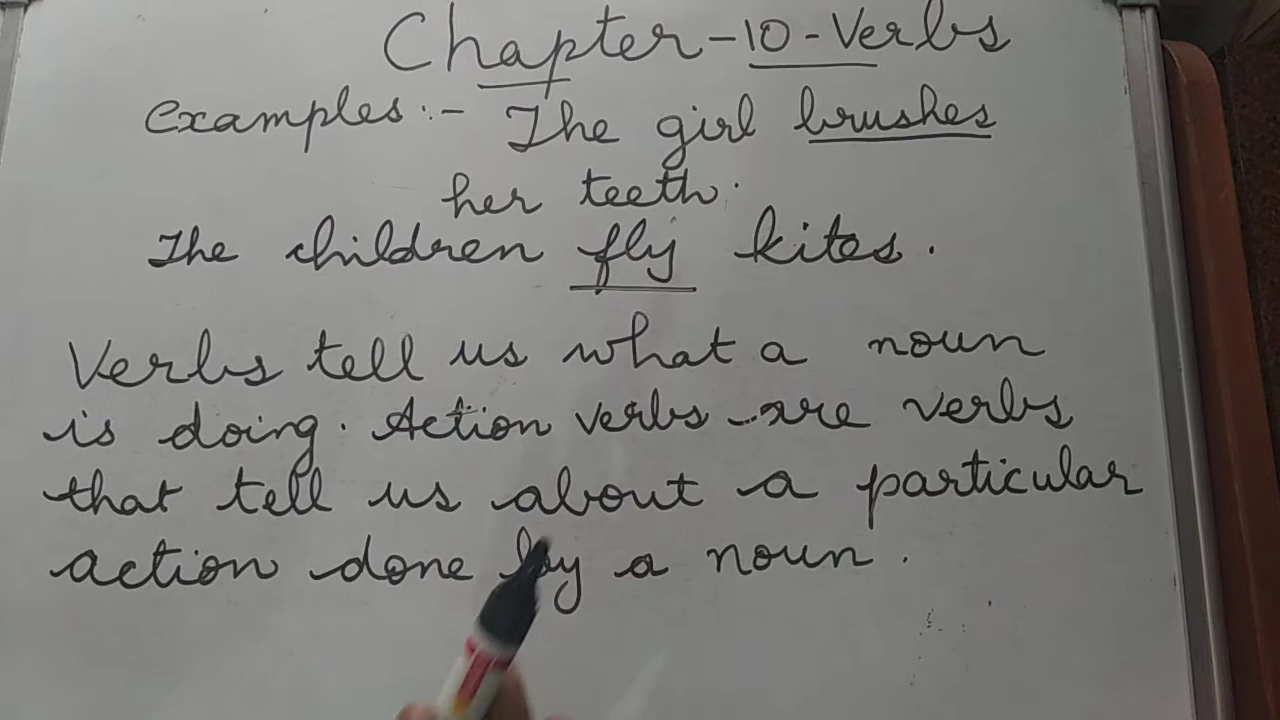 Chapter-10-Verbs
examples:- The girl brushes
her teeth.
The children fly kites.
Verbs tell us what a noun
is doing. Action verbs are verbs
that tell us about a particular
action done by a noun.